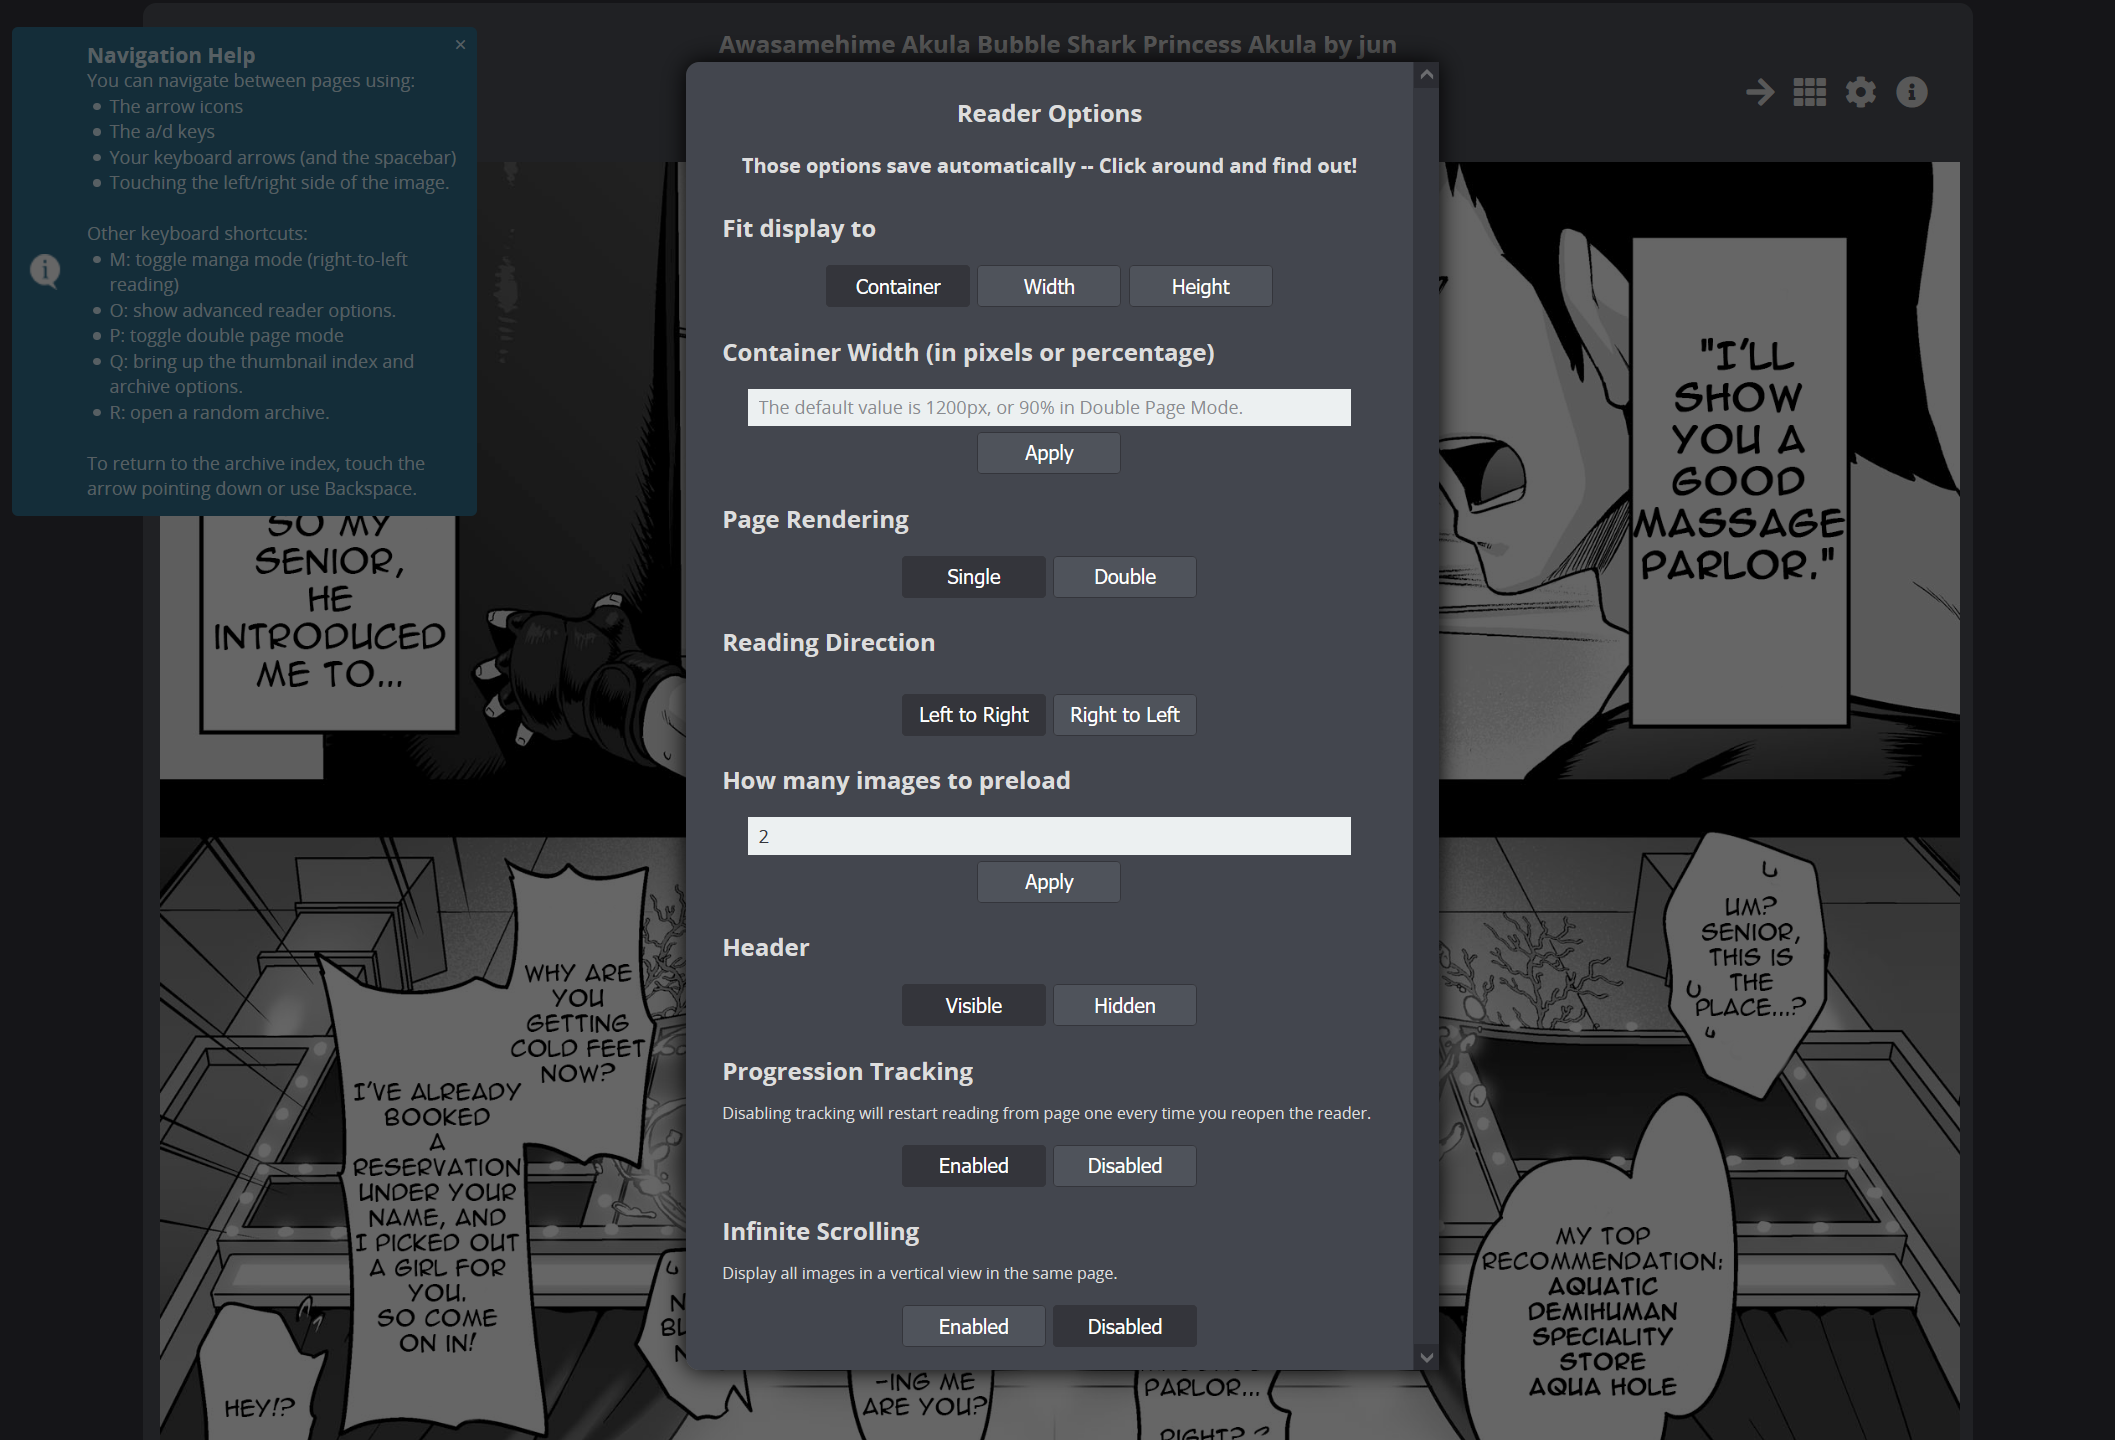 Awasamehime Akula Bubble Shark Princess Akula by jun
Navigation Help
You can navigate between pages using:
The arrow icons
The a/d keys
Your keyboard arrows (and the spacebar)
Touching the left/right side of the image.
Other keyboard shortcuts:
M: toggle manga mode (right-to-left
reading)
O: show advanced reader options.
P: toggle double page mode
Q: bring up the thumbnail index and
archive options.
R: open a random archive.
To return to the archive index, touch the
arrow pointing down or use Backspace.
Reader Options
Those options save automatically -- Click around and find out!
Fit display to
Container Width Height
Container Width (in pixels or percentage)
The default value is 1200px, or 90% in Double Page Mode.
Apply
Page Rendering
Single Double
Reading Direction
Left to Right Right to Left
How many images to preload
2
Apply
Header
Visible Hidden
Progression Tracking
Disabling tracking will restart reading from page one every time you reopen the reader.
Enabled Disabled
Infinite Scrolling
Display all images in a vertical view in the same page.
Enabled Disabled
"I'LL
SHOW
YOU A
GOOD
MASSAGE
PARLOR."
SO MY
SENIOR,
HE
INTRODUCED
ME TO...
UM?
SENIOR,
THIS IS
THE
PLACE...?
WHY ARE
YOU
GETTING
COLD FEET
NOW?
I'VE ALREADY
BOOKED
A
RESERVATION
UNDER YOUR
NAME, AND
I PICKED OUT
A GIRL FOR
YOU.
SO COME
ON IN!
MY TOP
RECOMMENDATION:
AQUATIC
DEMIHUMAN
SPECIALITY
STORE
AQUA HOLE
PARLOR...
RIGHT??
-ING ME
ARE YOU?
HEY!?